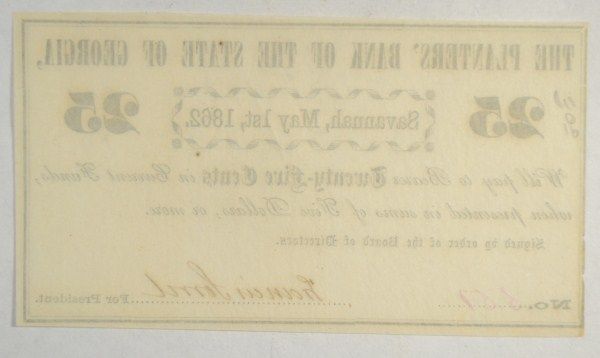 THE PLANTERS' BANK OF THE STATE OF GEORGIA,
25 Savannah, May 1st, 1862. 25
Will pay to Bearer Twenty-Five Cents, in Current Funds,
when presented in sums of Five Dollars, or more.
Signed by order of the Board of Directors.
No. Francis Sorrel For President.